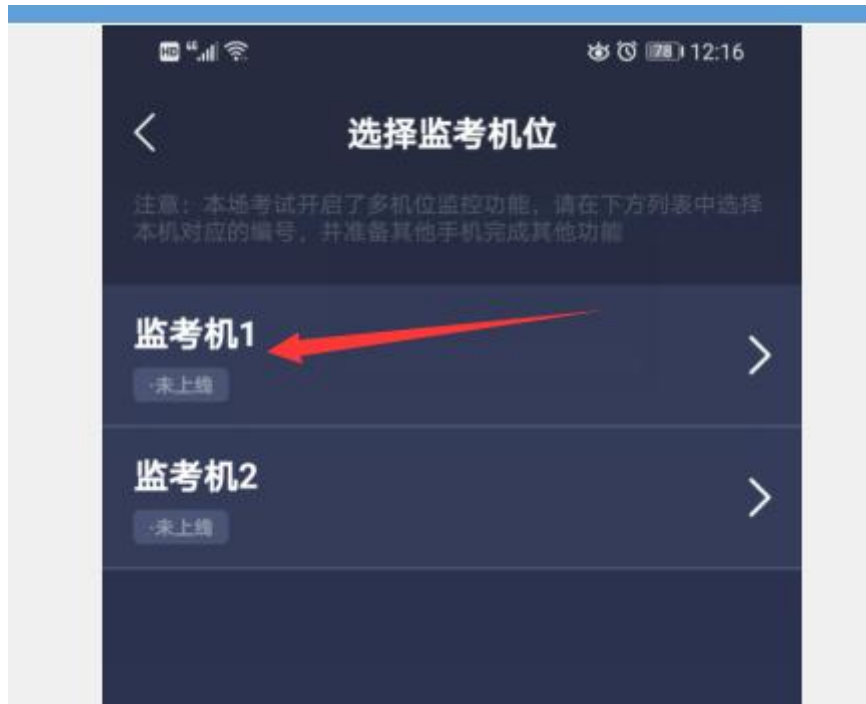 HD 78 12:16
选择监考机位
注意：本场考试开启了多机位监控功能，请在下方列表中选择
本机对应的编号，并准备其他手机完成其他功能
监考机1
·未上线
监考机2
·未上线